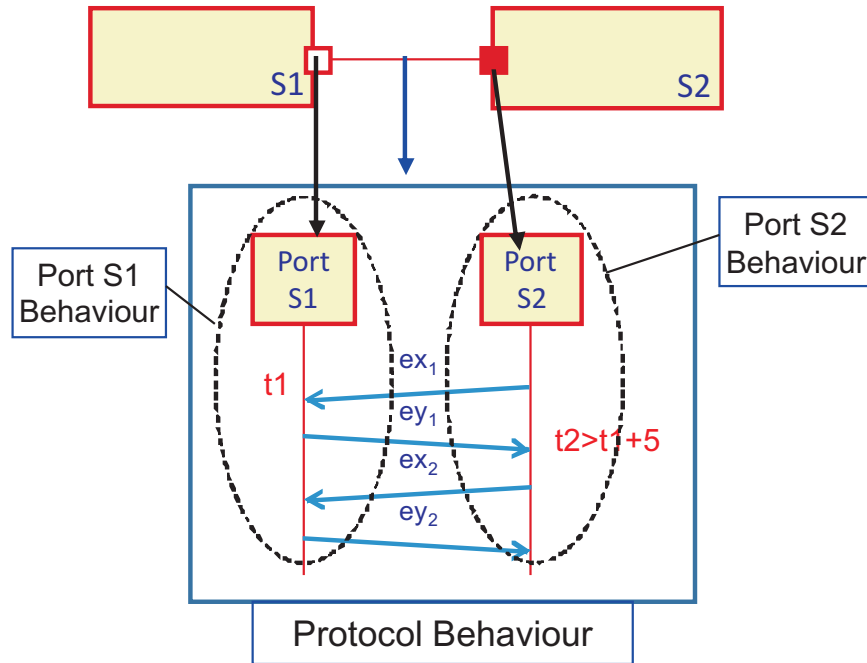 S1
S2
Port S1
Behaviour
Port S2
Behaviour
Port
S1
Port
S2
t1
ex₁
ey₁
t2>t1+5
ex₂
ey₂
Protocol Behaviour